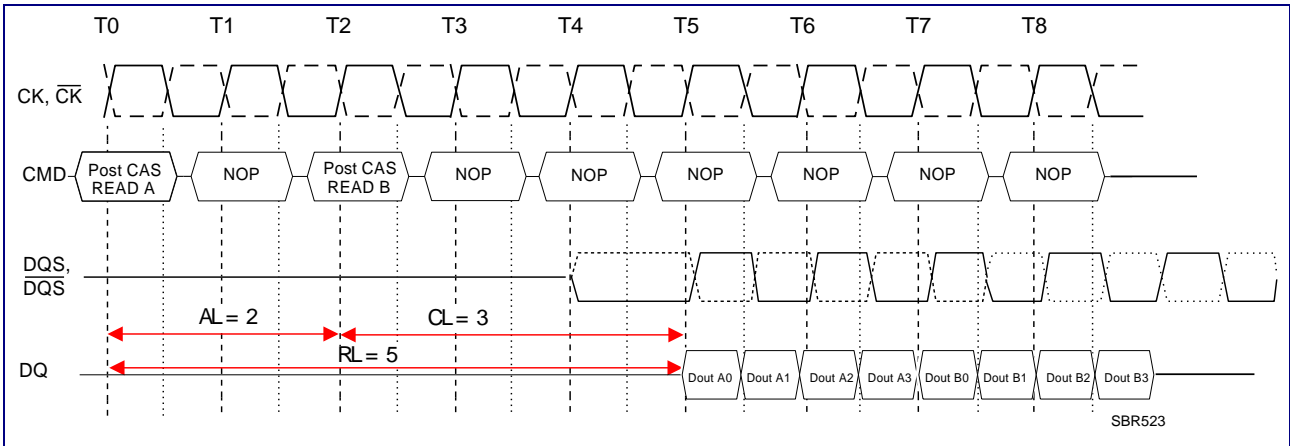 T0 T1 T2 T3 T4 T5 T6 T7 T8
CK, CK
CMD
Post CAS
READ A
NOP
Post CAS
READ B
NOP
NOP
NOP
NOP
NOP
NOP
DQS,
DQS
AL = 2
CL = 3
RL = 5
DQ
Dout A0 Dout A1 Dout A2 Dout A3 Dout B0 Dout B1 Dout B2 Dout B3
SBR523